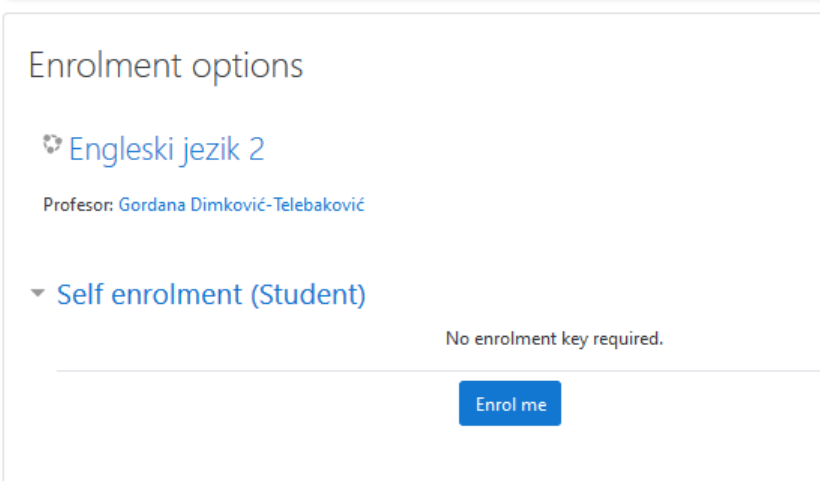 Enrolment options
Engleski jezik 2
Profesor: Gordana Dimković-Telebaković
Self enrolment (Student)
No enrolment key required.
Enrol me